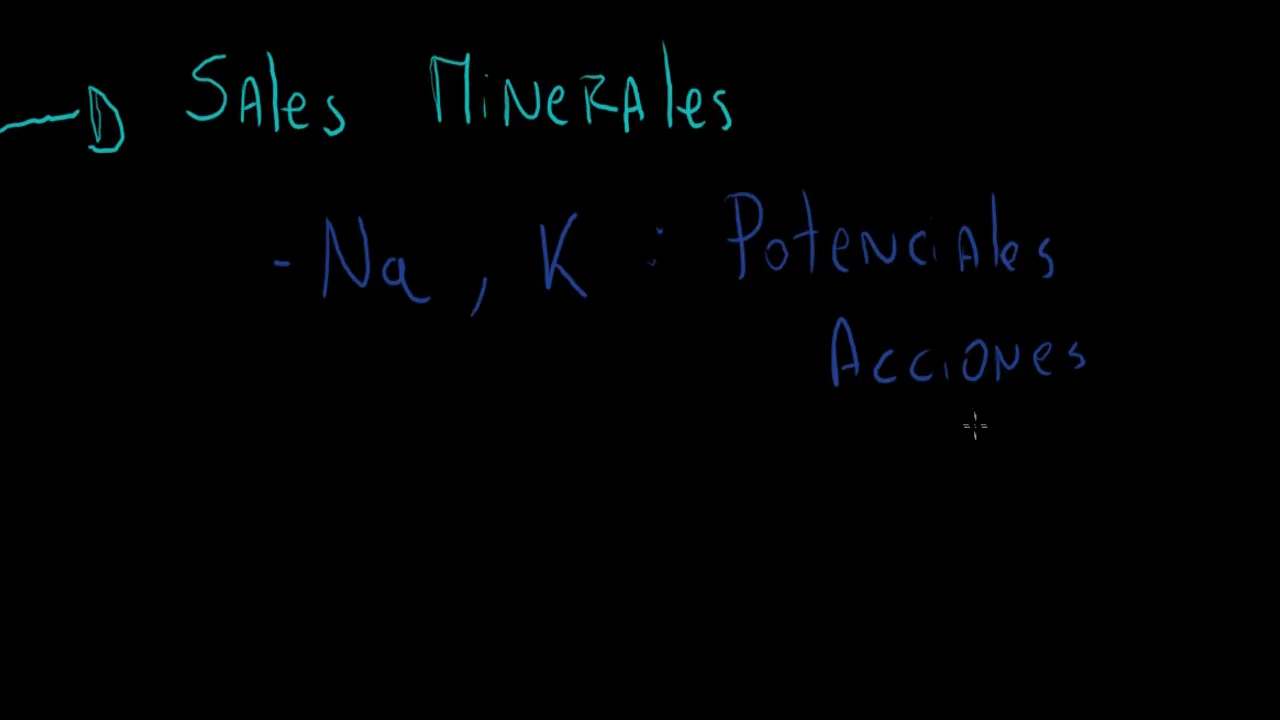 Sales Minerales
- Na, K : Potenciales
Acciones